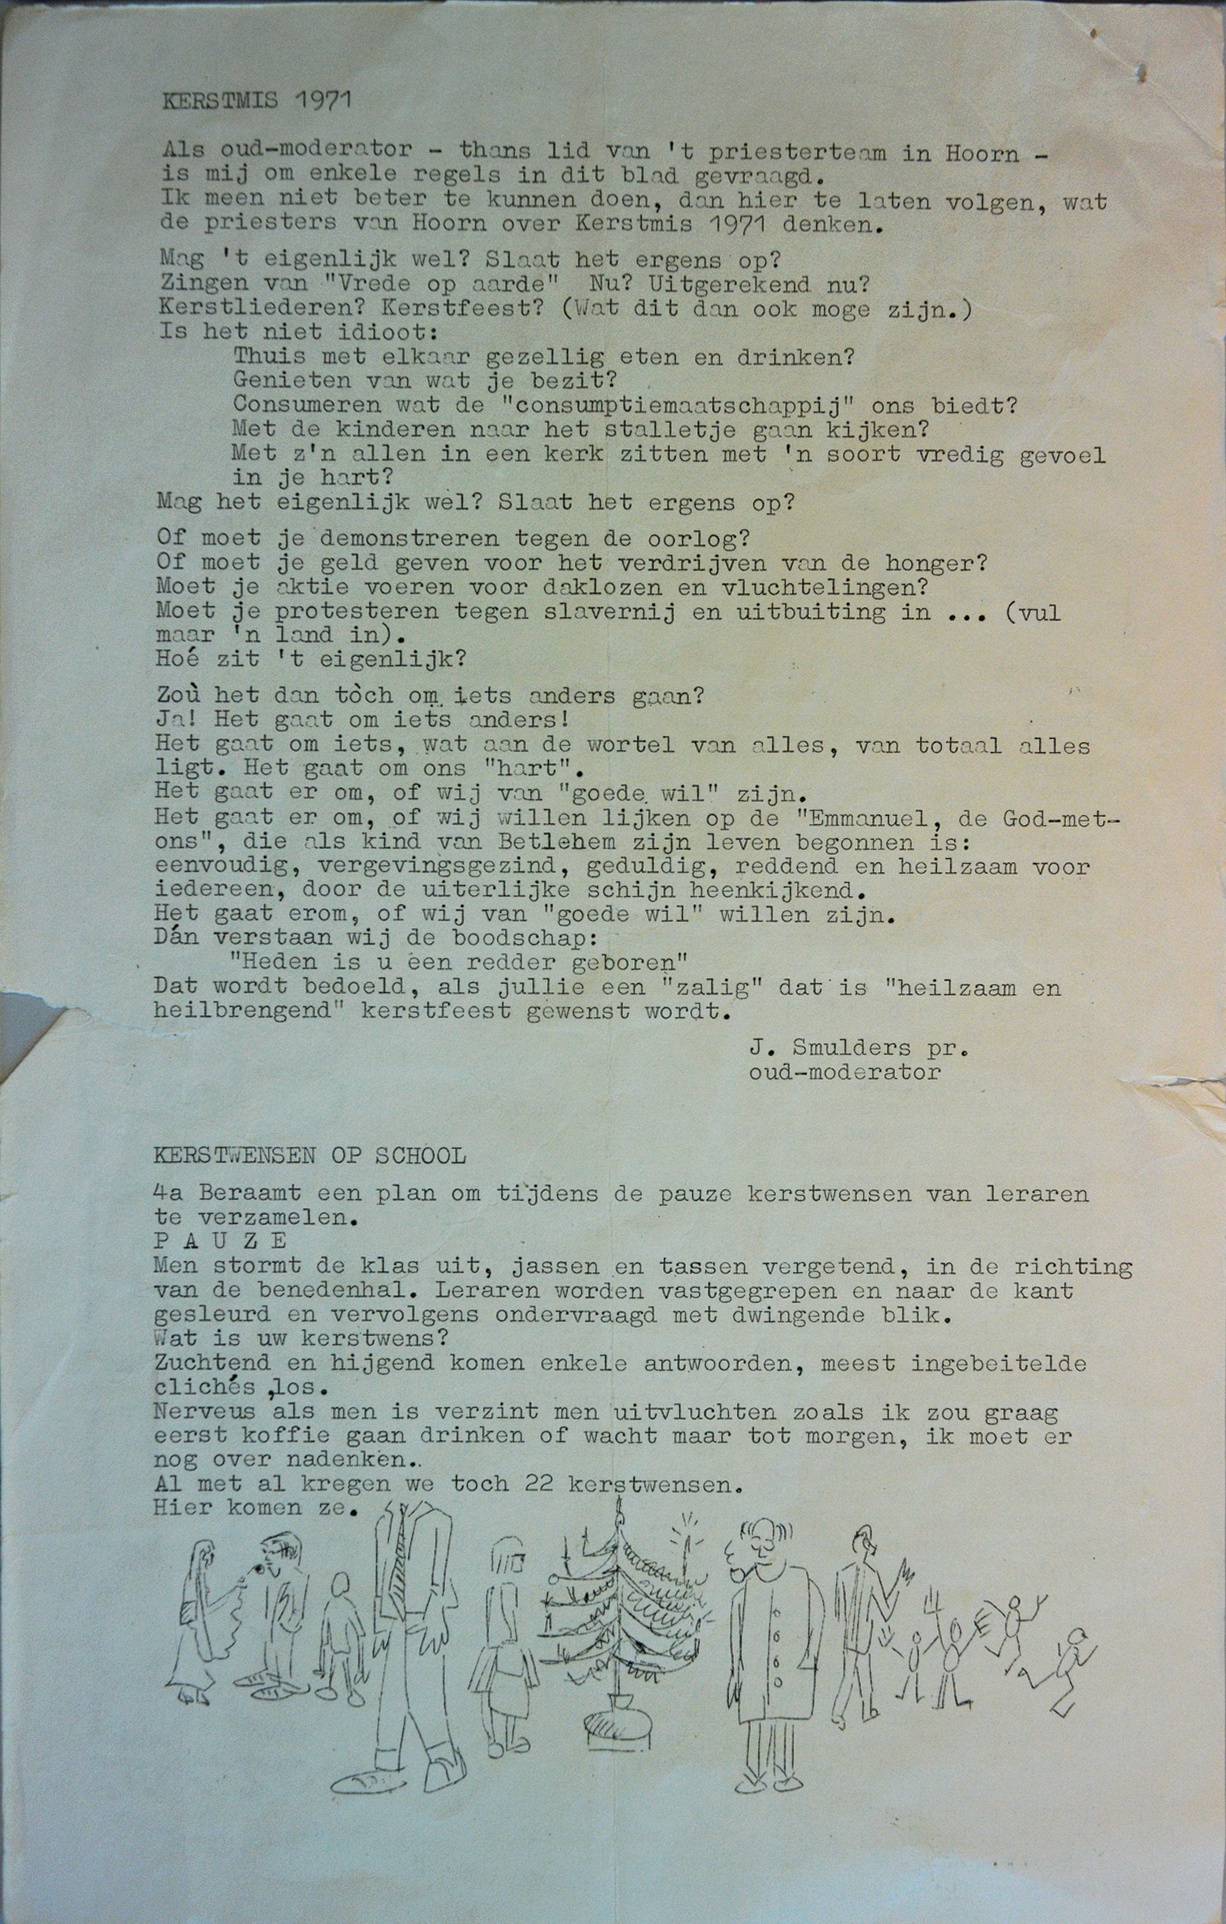 KERSTMIS 1971
Als oud-moderator - thans lid van 't priesterteam in Hoorn -
is mij om enkele regels in dit blad gevraagd.
Ik meen niet beter te kunnen doen, dan hier te laten volgen, wat
de priesters van Hoorn over Kerstmis 1971 denken.
Mag 't eigenlijk wel? Slaat het ergens op?
Zingen van "Vrede op aarde" Nu? Uitgerekend nu?
Kerstliederen? Kerstfeest? (Wat dit dan ook moge zijn.)
Is het niet idioot:
Thuis met elkaar gezellig eten en drinken?
Genieten van wat je bezit?
Consumeren wat de "consumptiemaatschappij" ons biedt?
Met de kinderen naar het stalletje gaan kijken?
Met z'n allen in een kerk zitten met 'n soort vredig gevoel
in je hart?
Mag het eigenlijk wel? Slaat het ergens op?
Of moet je demonstreren tegen de oorlog?
Of moet je geld geven voor het verdrijven van de honger?
Moet je aktie voeren voor daklozen en vluchtelingen?
Moet je protesteren tegen slavernij en uitbuiting in ... (vul
maar 'n land in).
Hoé zit 't eigenlijk?
Zoù het dan tòch om iets anders gaan?
Ja! Het gaat om iets anders!
Het gaat om iets, wat aan de wortel van alles, van totaal alles
ligt. Het gaat om ons "hart".
Het gaat er om, of wij van "goede wil" zijn.
Het gaat er om, of wij willen lijken op de "Emmanuel, de God-met-
ons", die als kind van Betlehem zijn leven begonnen is:
eenvoudig, vergevingsgezind, geduldig, reddend en heilzaam voor
iedereen, door de uiterlijke schijn heenkijkend.
Hét gaat erom, of wij van "goede wil" willen zijn.
Dán verstaan wij de boodschap:
"Heden is u een redder geboren"
Dat wordt bedoeld, als jullie een "zalig" dat is "heilzaam en
heilbrengend" kerstfeest gewenst wordt.
J. Smulders pr.
oud-moderator
KERSTWENSEN OP SCHOOL
4a Beraamt een plan om tijdens de pauze kerstwensen van leraren
te verzamelen.
P A U Z E
Men stormt de klas uit, jassen en tassen vergetend, in de richting
van de benedenhal. Leraren worden vastgegrepen en naar de kant
gesleurd en vervolgens ondervraagd met dwingende blik.
Wat is uw kerstwens?
Zuchtend en hijgend komen enkele antwoorden, meest ingebeitelde
clichés ,los.
Nerveus als men is verzint men uitvluchten zoals ik zou graag
eerst koffie gaan drinken of wacht maar tot morgen, ik moet er
nog over nadenken..
Al met al kregen we toch 22 kerstwensen.
Hier komen ze.